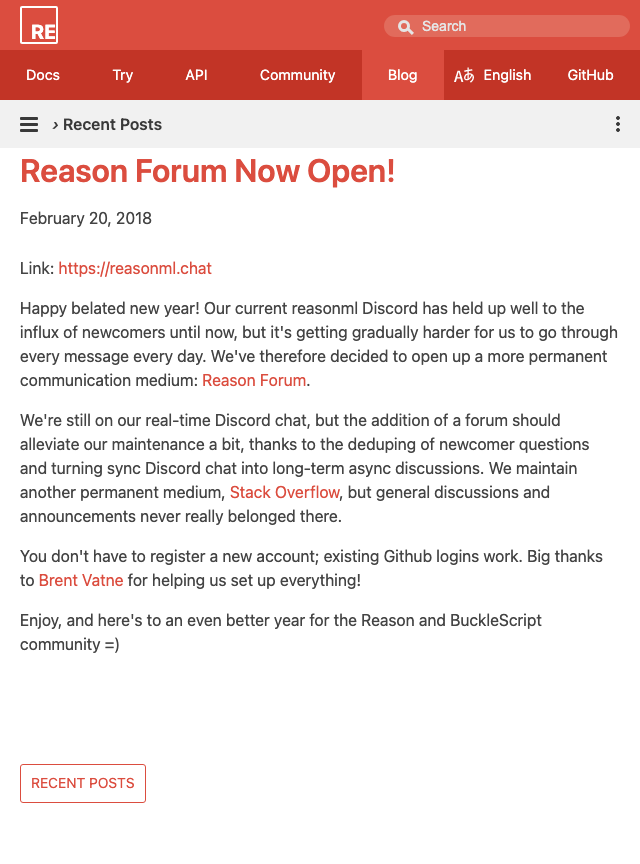 RE
Search
Docs Try API Community Blog Aあ English GitHub
› Recent Posts
Reason Forum Now Open!
February 20, 2018
Link: https://reasonml.chat
Happy belated new year! Our current reasonml Discord has held up well to the
influx of newcomers until now, but it's getting gradually harder for us to go through
every message every day. We've therefore decided to open up a more permanent
communication medium: Reason Forum.
We're still on our real-time Discord chat, but the addition of a forum should
alleviate our maintenance a bit, thanks to the deduping of newcomer questions
and turning sync Discord chat into long-term async discussions. We maintain
another permanent medium, Stack Overflow, but general discussions and
announcements never really belonged there.
You don't have to register a new account; existing Github logins work. Big thanks
to Brent Vatne for helping us set up everything!
Enjoy, and here's to an even better year for the Reason and BuckleScript
community =)
RECENT POSTS